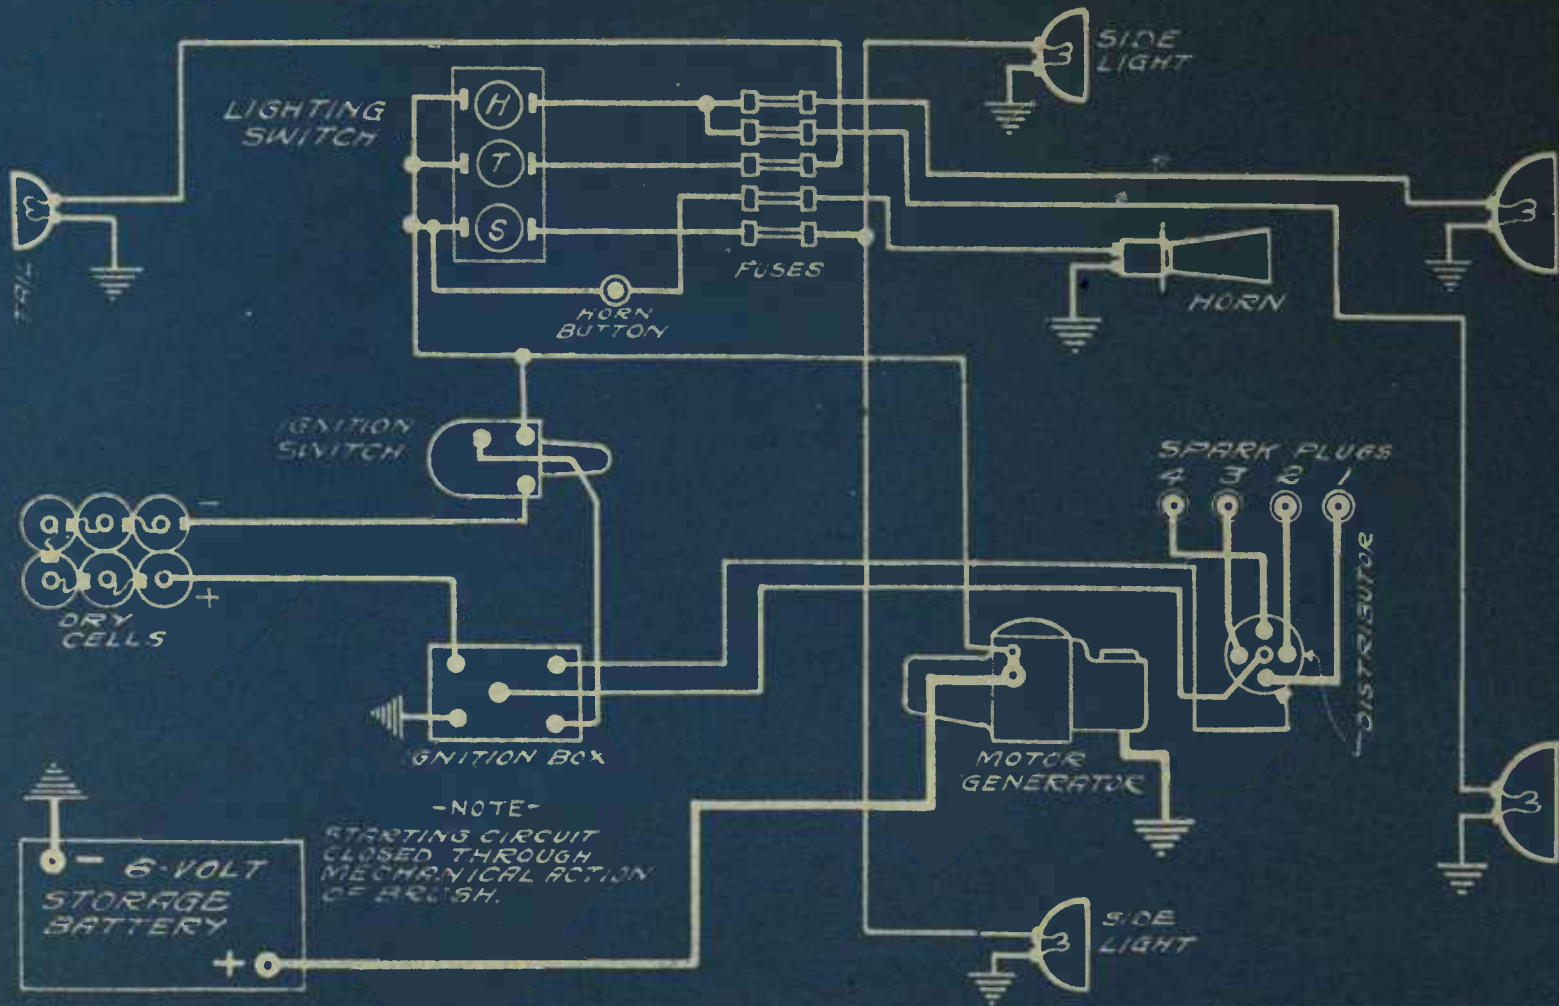 SIDE
LIGHT
LIGHTING
SWITCH
H
T
S
TAIL
FUSES
HORN
HORN
BUTTON
IGNITION
SWITCH
SPARK PLUGS
4 3 2 1
-
+
DRY
CELLS
DISTRIBUTOR
IGNITION BOX
MOTOR
GENERATOR
-NOTE-
STARTING CIRCUIT
CLOSED THROUGH
MECHANICAL ACTION
OF BRUSH.
- 6-VOLT
STORAGE
BATTERY
+
SIDE
LIGHT